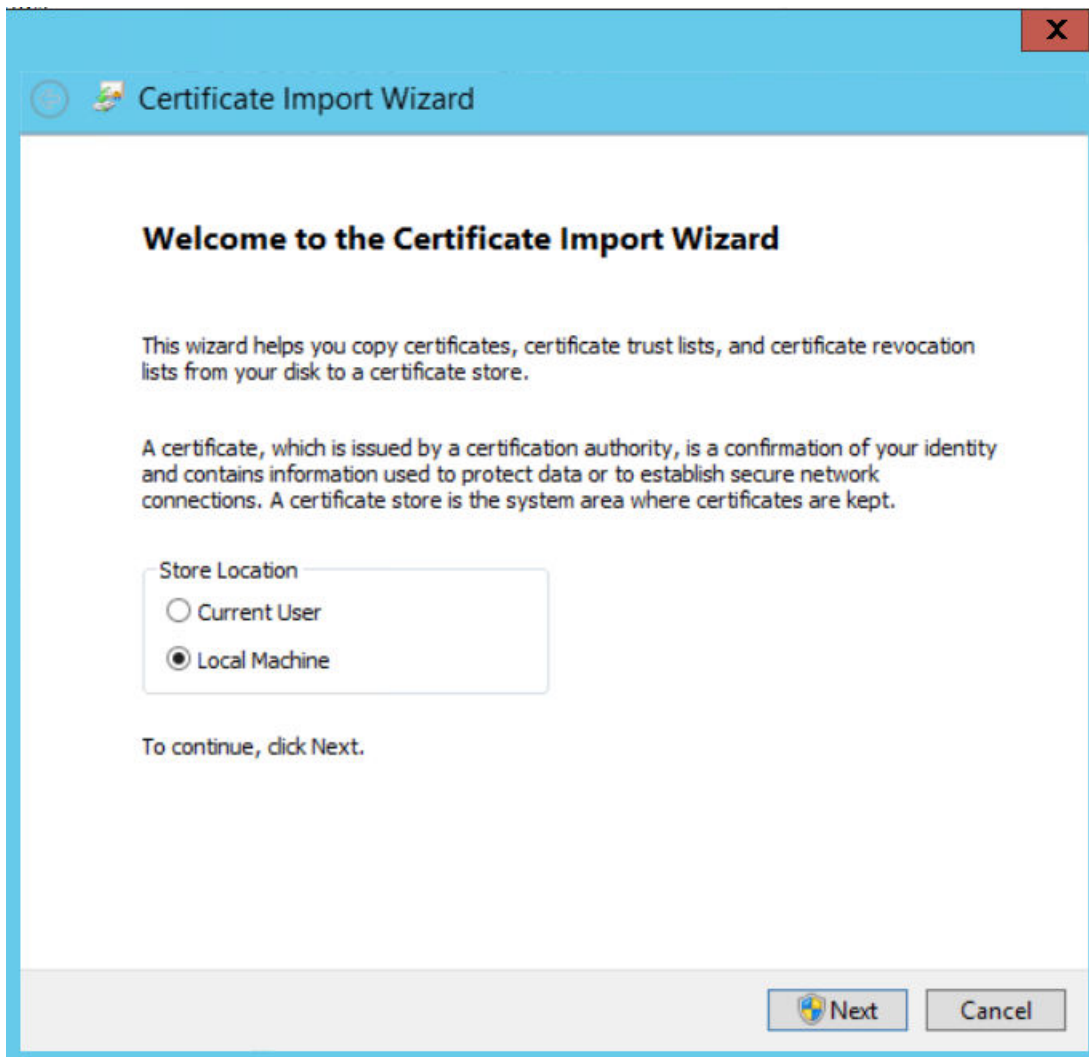 X
Certificate Import Wizard
Welcome to the Certificate Import Wizard
This wizard helps you copy certificates, certificate trust lists, and certificate revocation
lists from your disk to a certificate store.
A certificate, which is issued by a certification authority, is a confirmation of your identity
and contains information used to protect data or to establish secure network
connections. A certificate store is the system area where certificates are kept.
Store Location
Current User
Local Machine
To continue, click Next.
Next Cancel